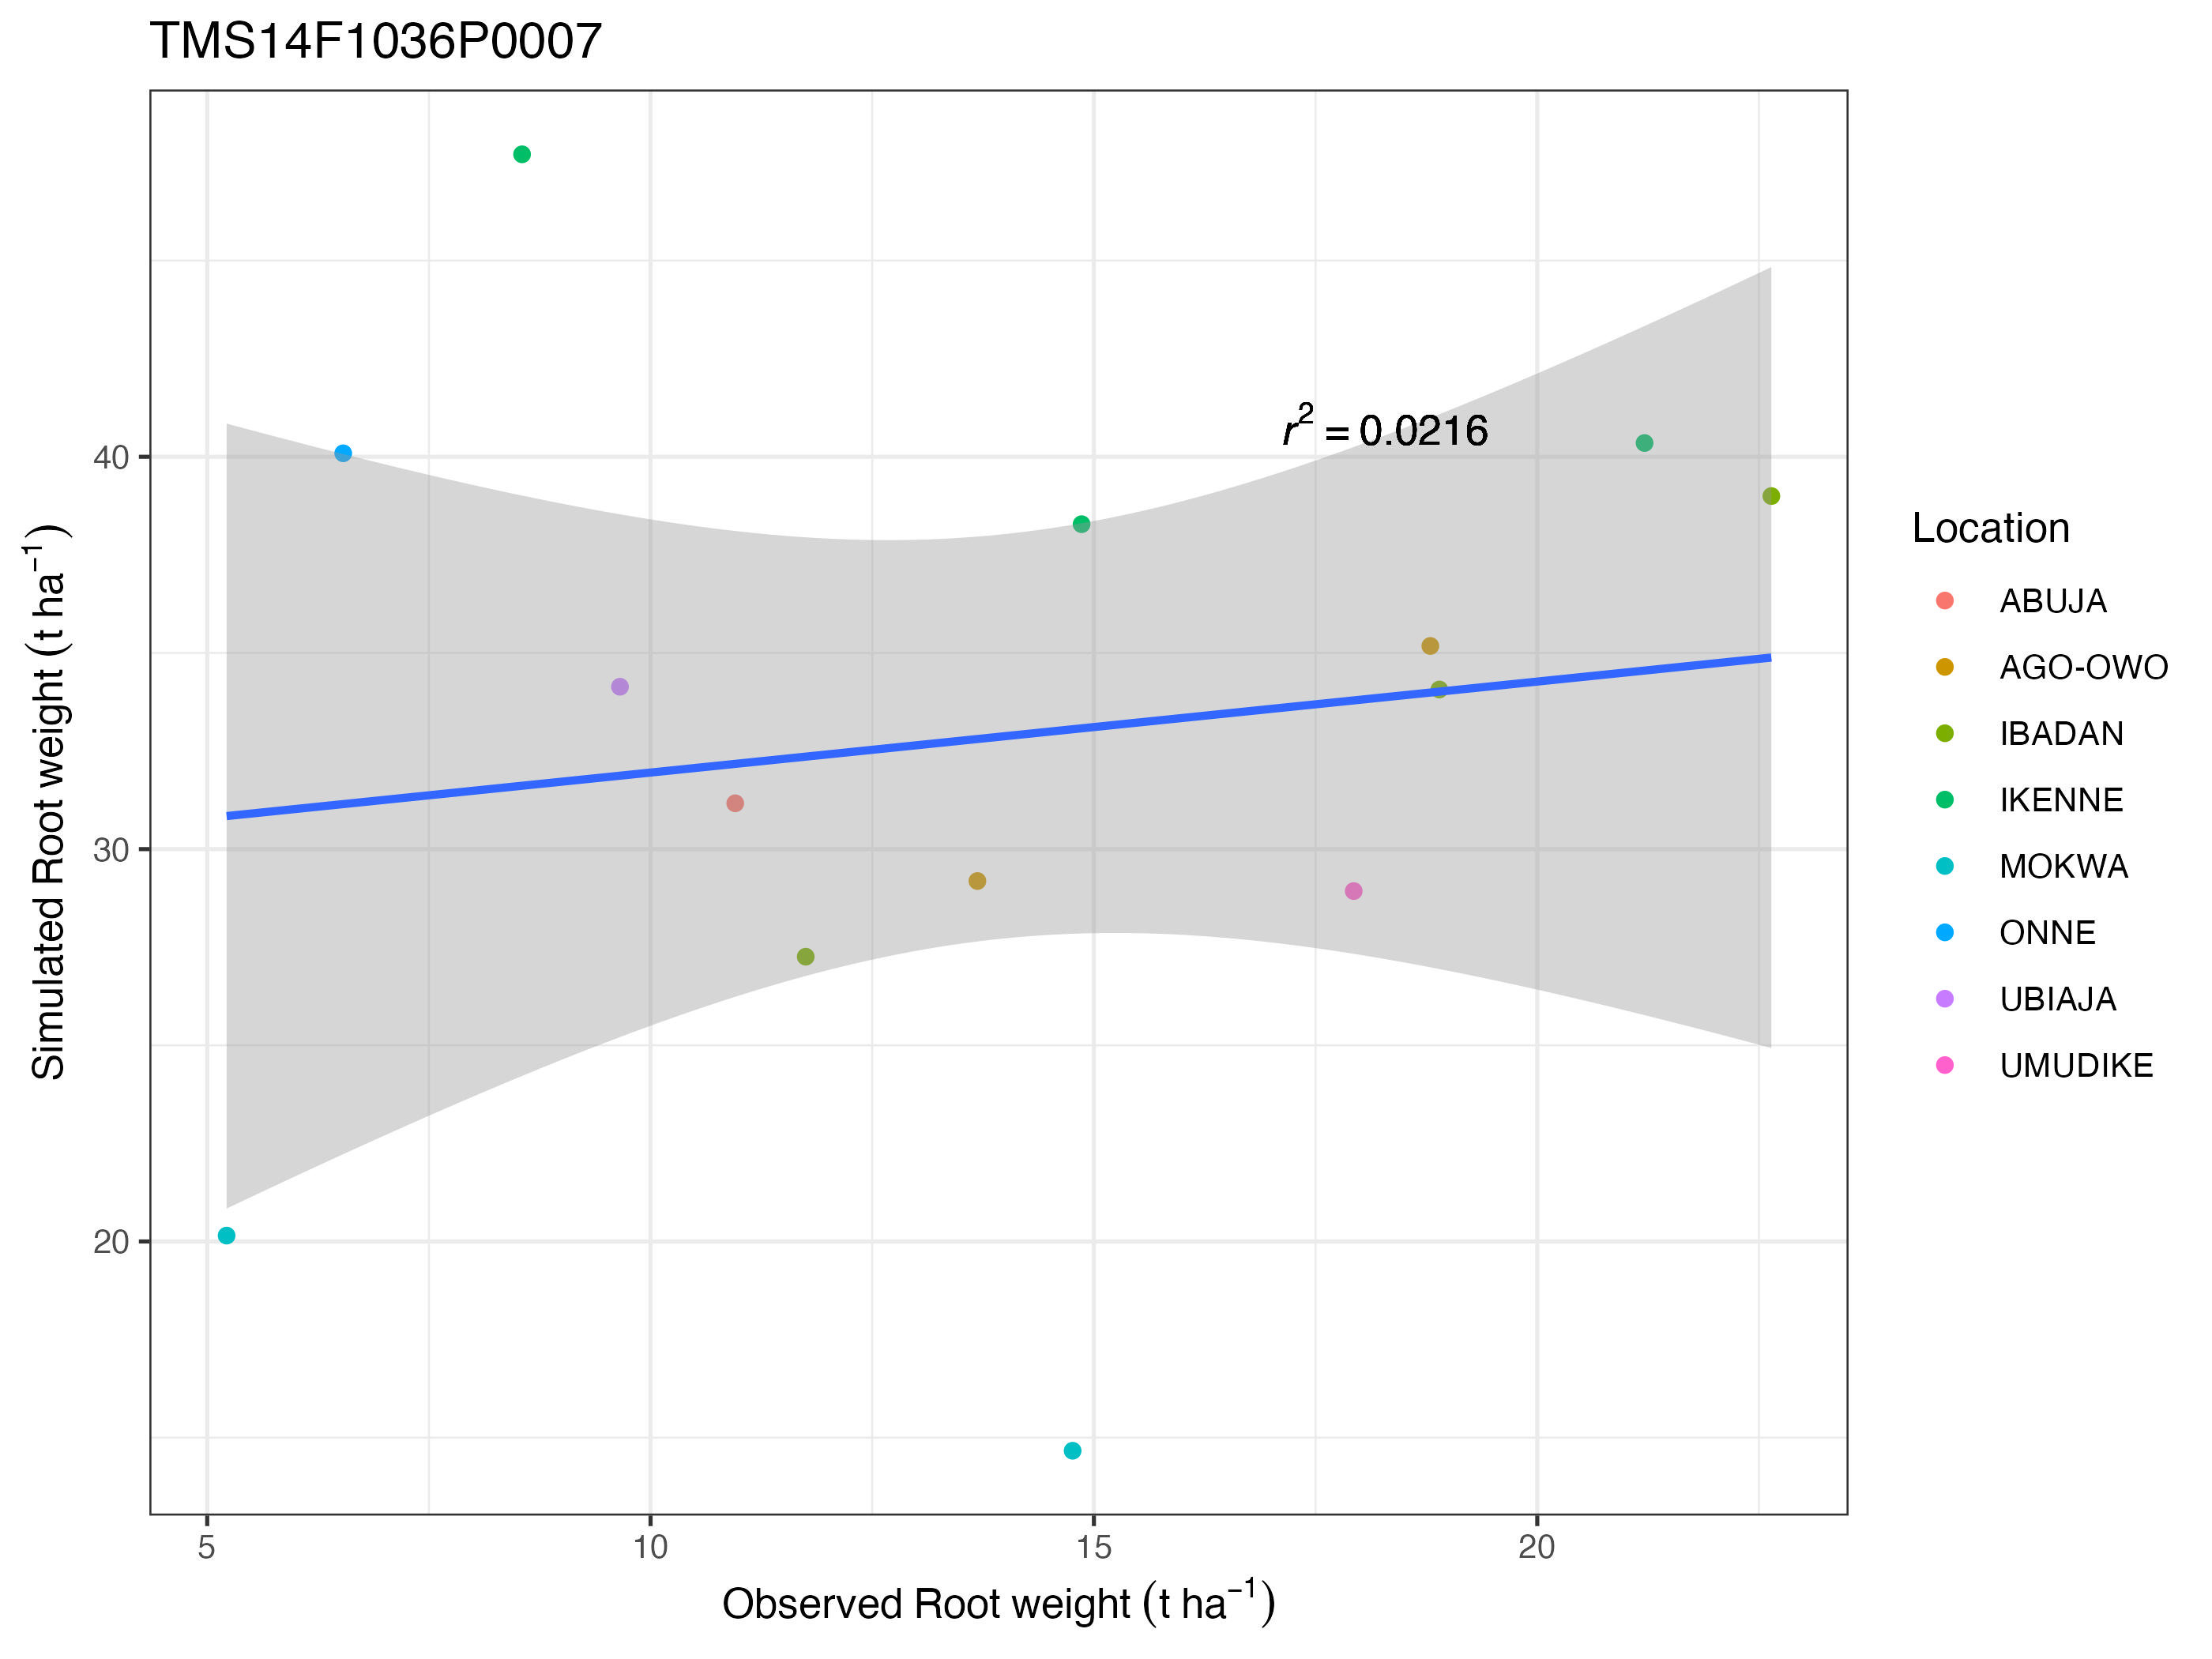 TMS14F1036P0007
r² = 0.0216
40
30
20
Simulated Root weight (t ha⁻¹)
5 10 15 20
Observed Root weight (t ha⁻¹)
Location
ABUJA
AGO-OWO
IBADAN
IKENNE
MOKWA
ONNE
UBIAJA
UMUDIKE